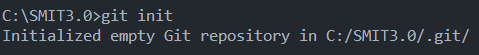 C:\SMIT3.0>git init
Initialized empty Git repository in C:/SMIT3.0/.git/